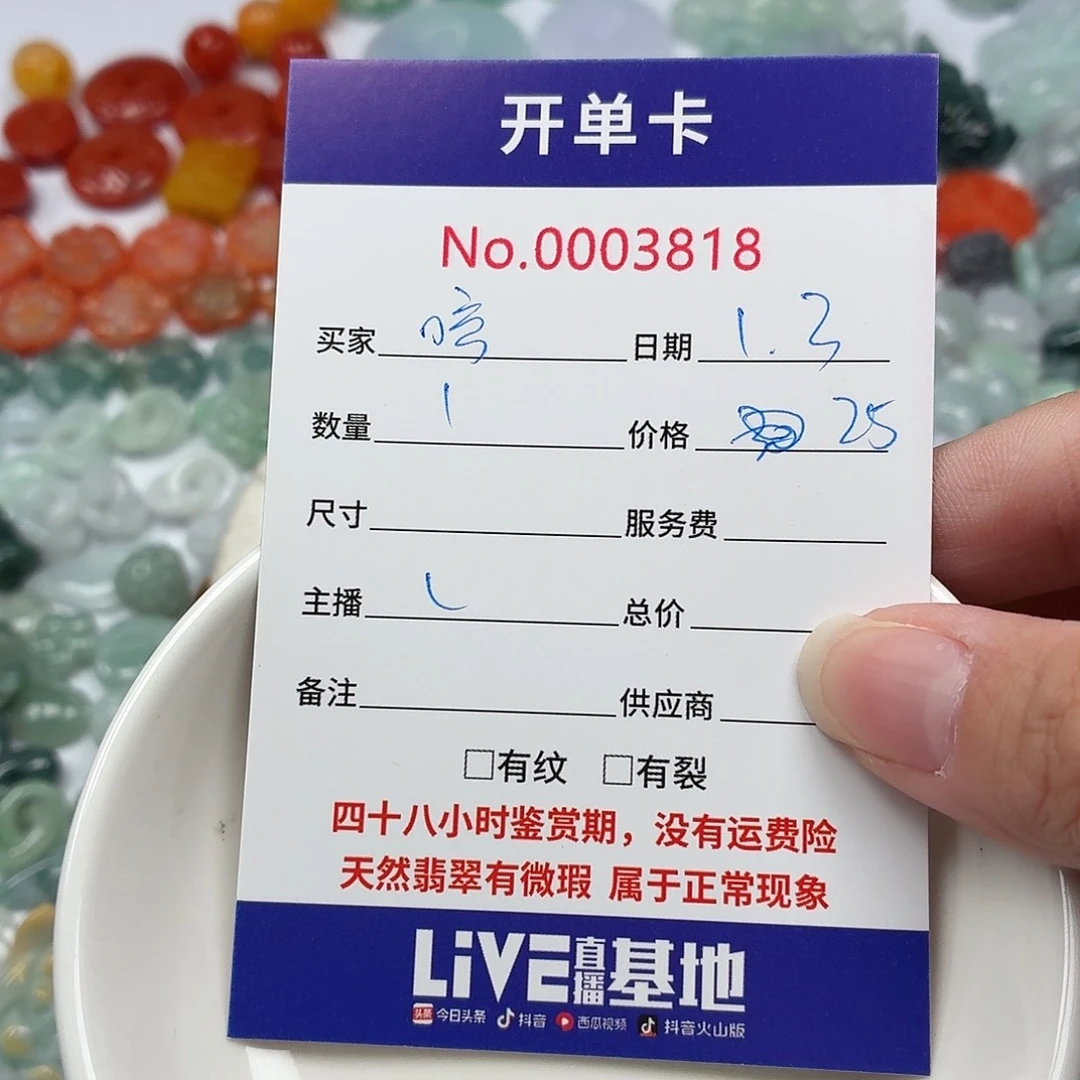 开单卡
No.0003818
买家 日期 1.3
数量 1 价格 25
尺寸 服务费
主播 L 总价
备注 供应商
□有纹 □有裂
四十八小时鉴赏期，没有运费险
天然翡翠有微瑕 属于正常现象
LiVE直播基地
头条 今日头条 抖音 西瓜视频 抖音火山版